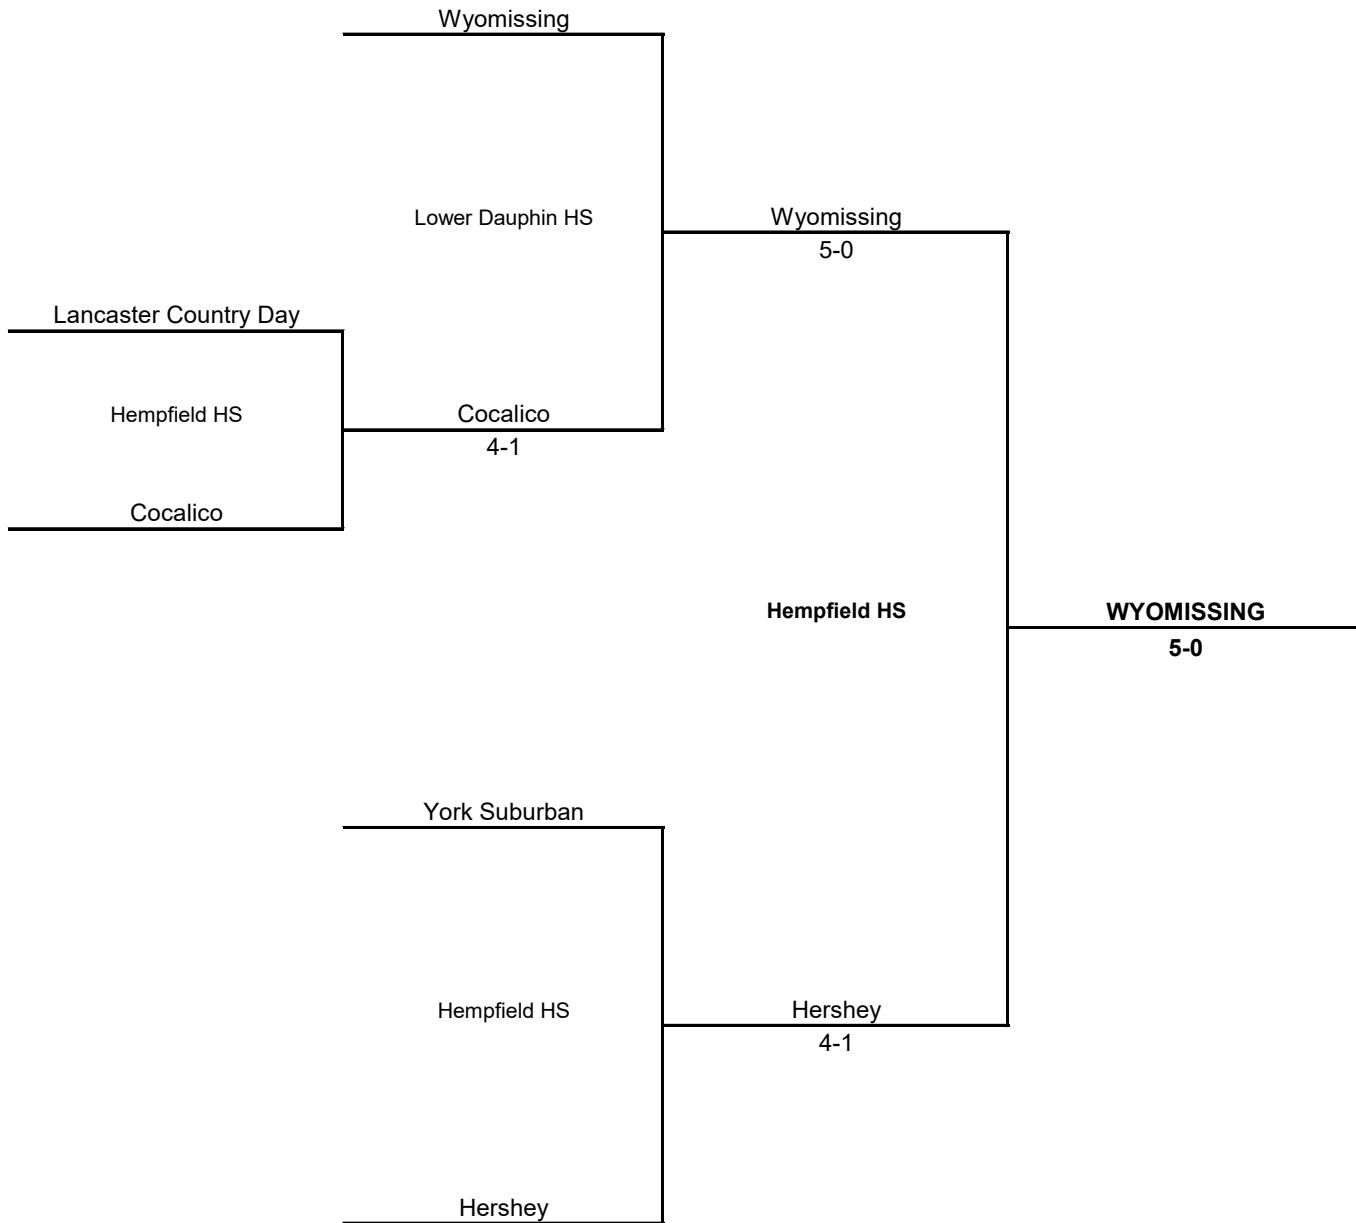 Wyomissing
Lower Dauphin HS
Wyomissing
5-0
Lancaster Country Day
Hempfield HS
Cocalico
4-1
Cocalico
Hempfield HS
WYOMISSING
5-0
York Suburban
Hempfield HS
Hershey
4-1
Hershey